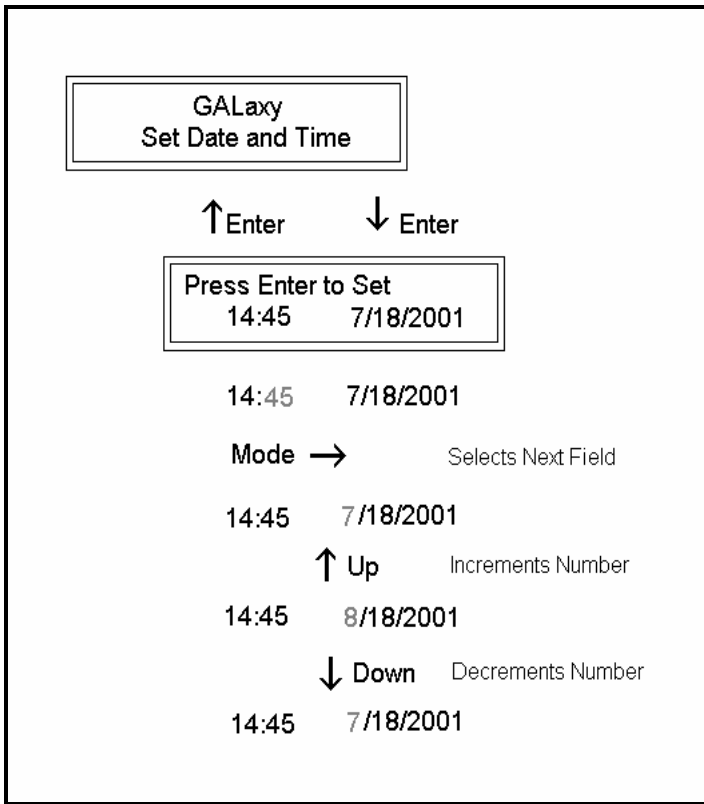 GALaxy
Set Date and Time
↑ Enter ↓ Enter
Press Enter to Set
14:45 7/18/2001
14:45 7/18/2001
Mode → Selects Next Field
14:45 7/18/2001
↑ Up Increments Number
14:45 8/18/2001
↓ Down Decrements Number
14:45 7/18/2001